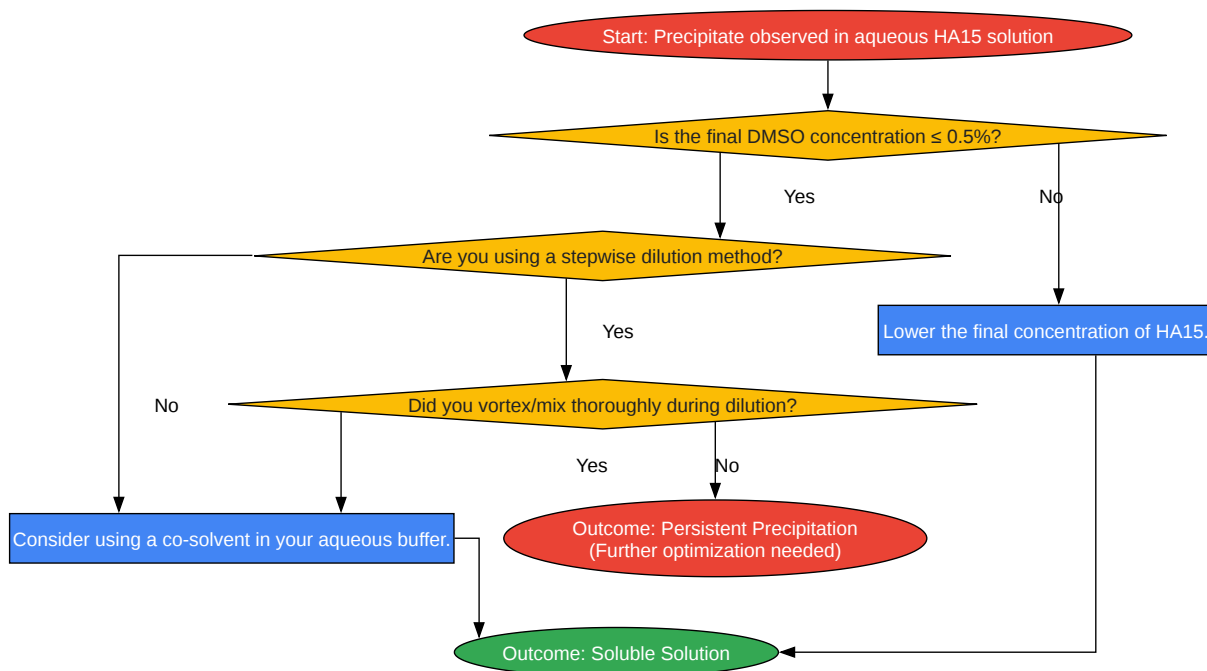 Start: Precipitate observed in aqueous HA15 solution
Is the final DMSO concentration ≤ 0.5%?
Yes
No
Are you using a stepwise dilution method?
Lower the final concentration of HA15.
Yes
No
Did you vortex/mix thoroughly during dilution?
Yes
No
Consider using a co-solvent in your aqueous buffer.
Outcome: Persistent Precipitation
(Further optimization needed)
Outcome: Soluble Solution